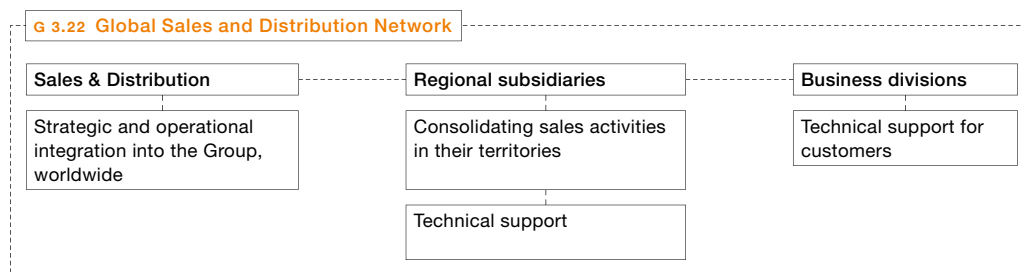 G 3.22 Global Sales and Distribution Network
Sales & Distribution
Strategic and operational
integration into the Group,
worldwide
Regional subsidiaries
Consolidating sales activities
in their territories
Technical support
Business divisions
Technical support for
customers